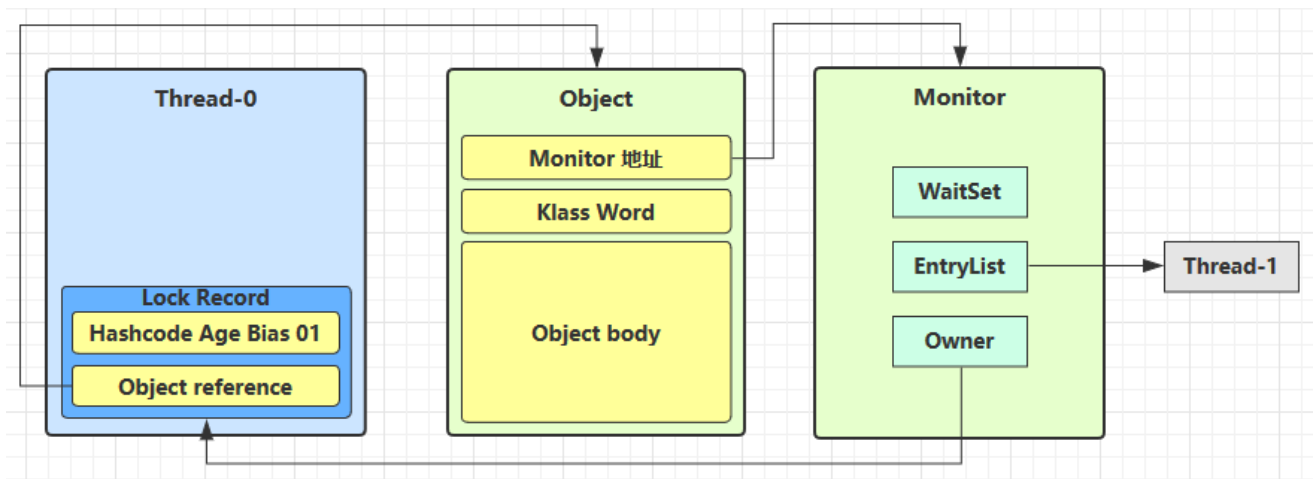 Thread-0
Lock Record
Hashcode Age Bias 01
Object reference
Object
Monitor 地址
Klass Word
Object body
Monitor
WaitSet
EntryList
Owner
Thread-1